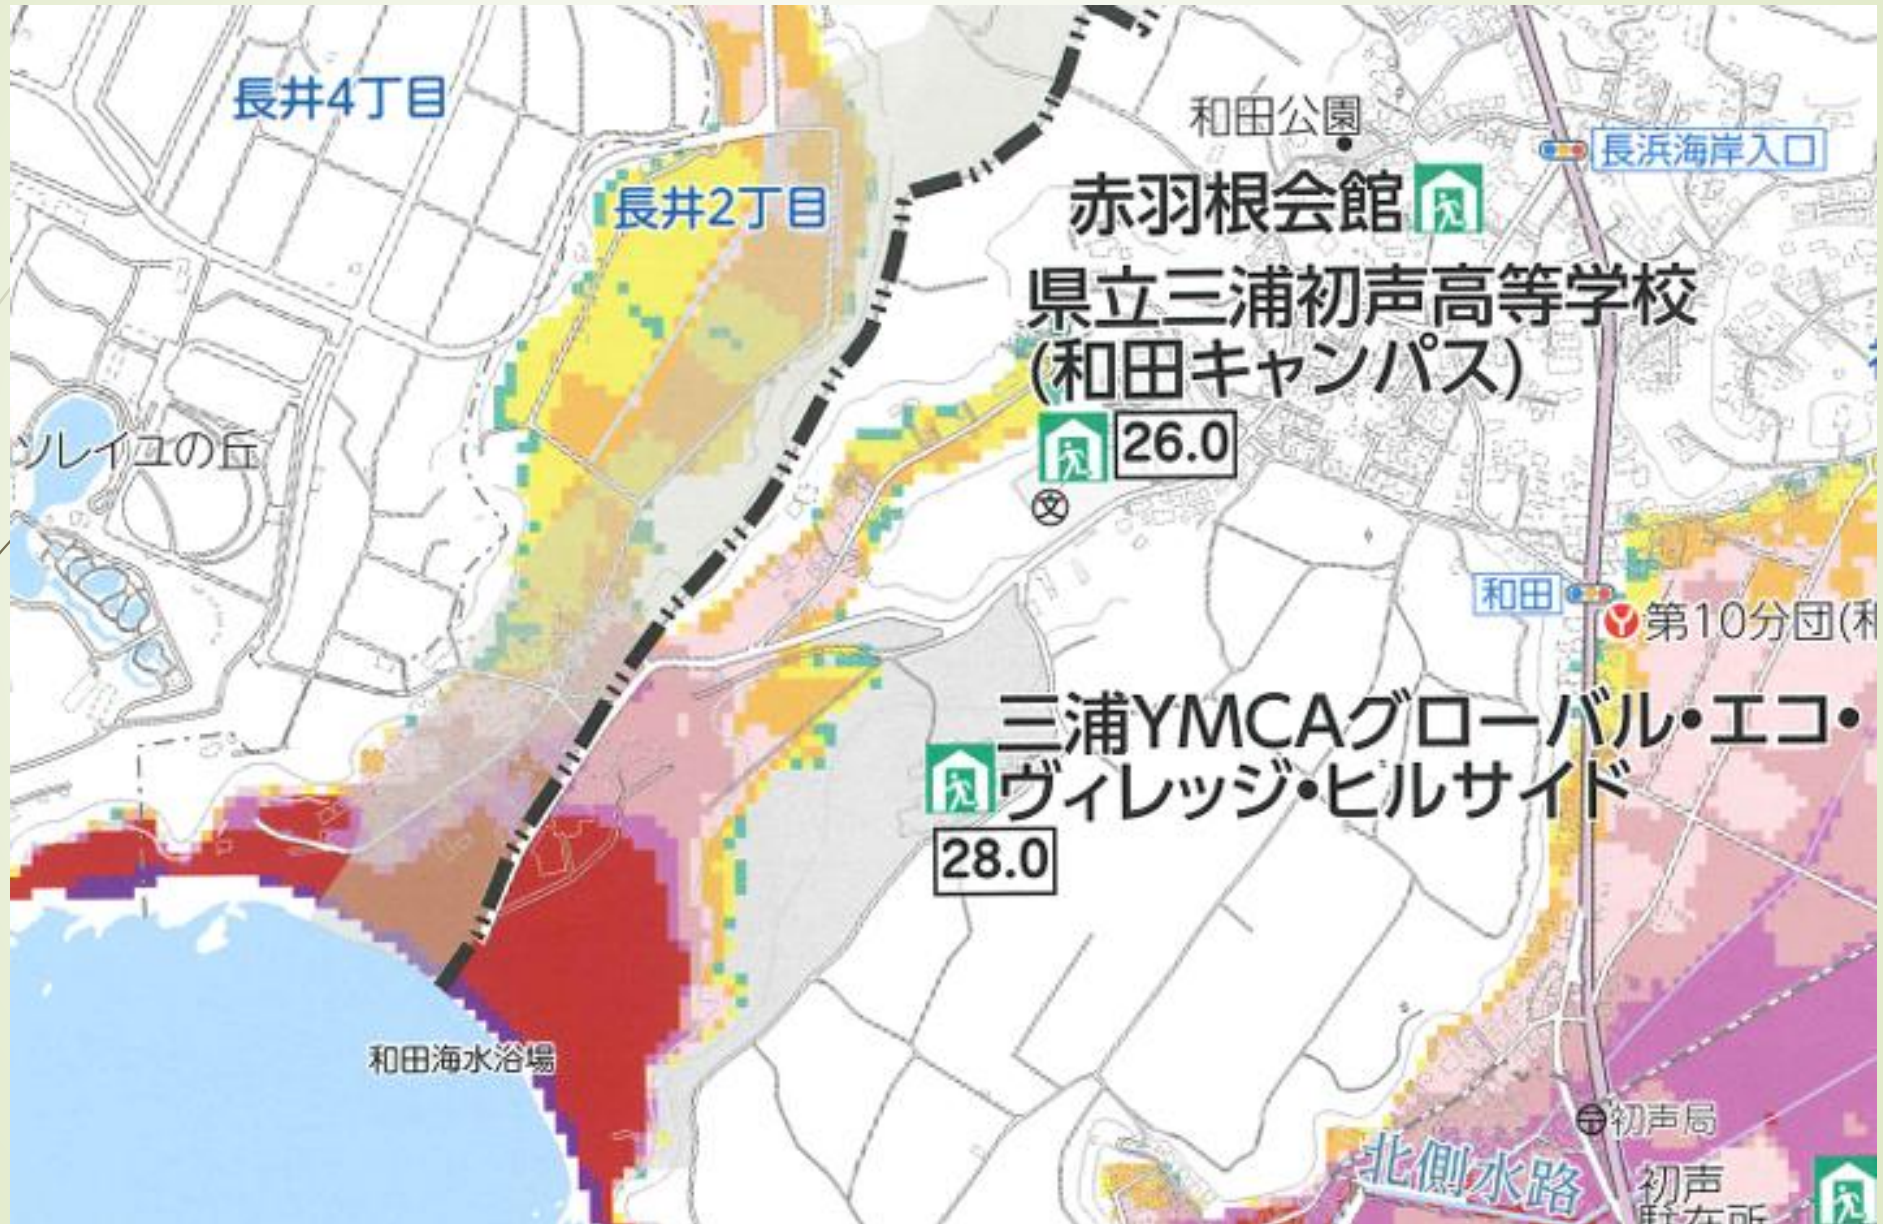 長井4丁目
和田公園
長浜海岸入口
長井2丁目
赤羽根会館
県立三浦初声高等学校
(和田キャンパス)
26.0
ソレイユの丘
文
和田
第10分団(和
三浦YMCAグローバル・エコ・
ヴィレッジ・ヒルサイド
28.0
和田海水浴場
初声局
北側水路
初声
駐在所